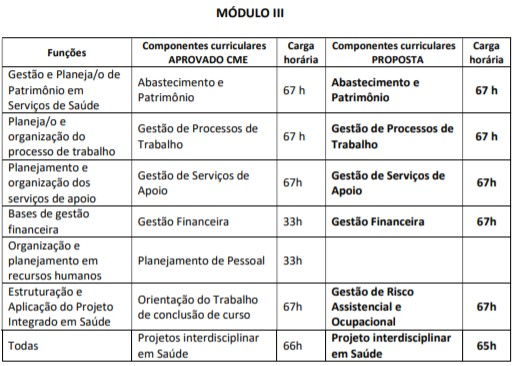 MÓDULO III
Funções
Componentes curriculares
APROVADO CME
Carga
horária
Componentes curriculares
PROPOSTA
Carga
horária
Gestão e Planeja/o de
Patrimônio em
Serviços de Saúde
Abastecimento e
Patrimônio
67 h
Abastecimento e
Patrimônio
67 h
Planeja/o e
organização do
processo de trabalho
Gestão de Processos de
Trabalho
67 h
Gestão de Processos de
Trabalho
67 h
Planejamento e
organização dos
serviços de apoio
Gestão de Serviços de
Apoio
67h
Gestão de Serviços de
Apoio
67h
Bases de gestão
financeira
Gestão Financeira
33h
Gestão Financeira
67h
Organização e
planejamento em
recursos humanos
Planejamento de Pessoal
33h
Estruturação e
Aplicação do Projeto
Integrado em Saúde
Orientação do Trabalho
de conclusão de curso
67h
Gestão de Risco
Assistencial e
Ocupacional
67h
Todas
Projetos interdisciplinar
em Saúde
66h
Projeto interdisciplinar
em Saúde
65h